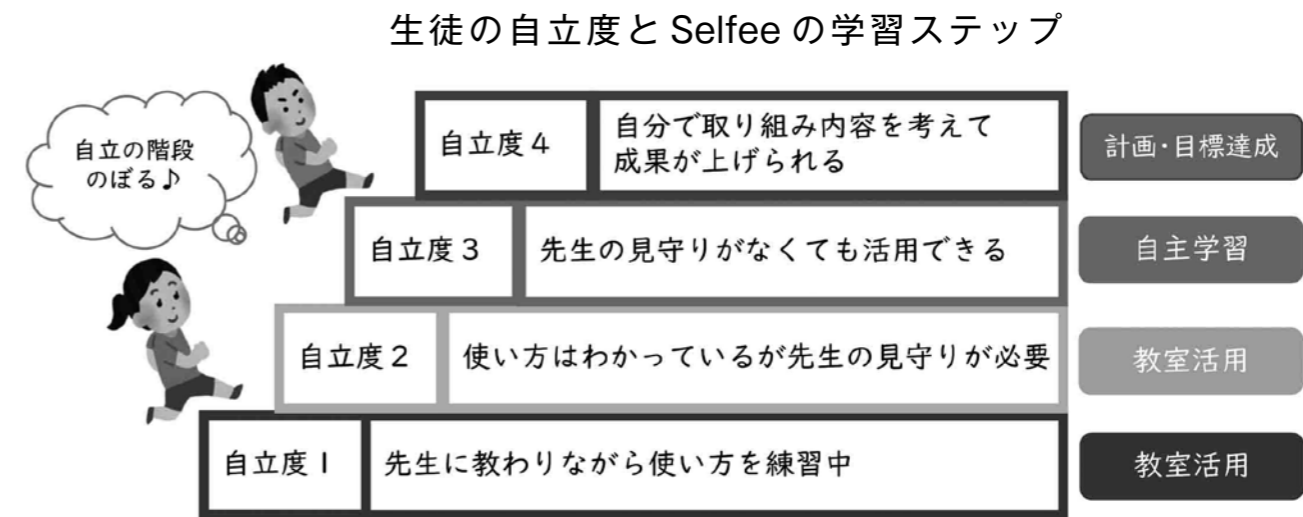 生徒の自立度と Selfee の学習ステップ
自立の階段
のぼる♪
自立度4
自分で取り組み内容を考えて
成果が上げられる
計画・目標達成
自立度3
先生の見守りがなくても活用できる
自主学習
自立度2
使い方はわかっているが先生の見守りが必要
教室活用
自立度1
先生に教わりながら使い方を練習中
教室活用